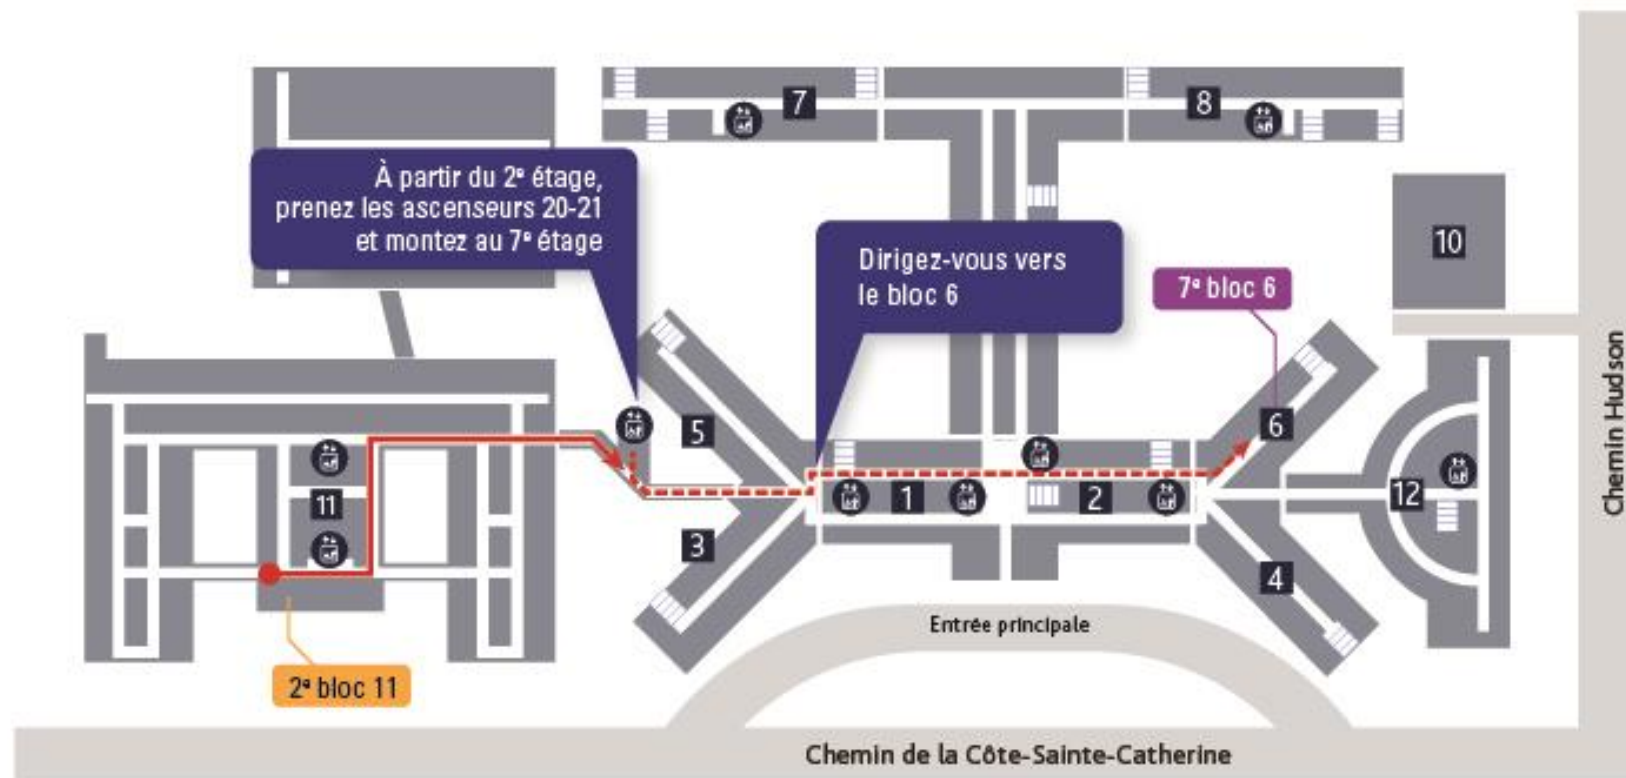 7
8
À partir du 2ᵉ étage,
prenez les ascenseurs 20-21
et montez au 7ᵉ étage
Dirigez-vous vers
le bloc 6
10
7ᵉ bloc 6
Chemin Hudson
5
6
11
1
2
12
3
4
Entrée principale
2ᵉ bloc 11
Chemin de la Côte-Sainte-Catherine